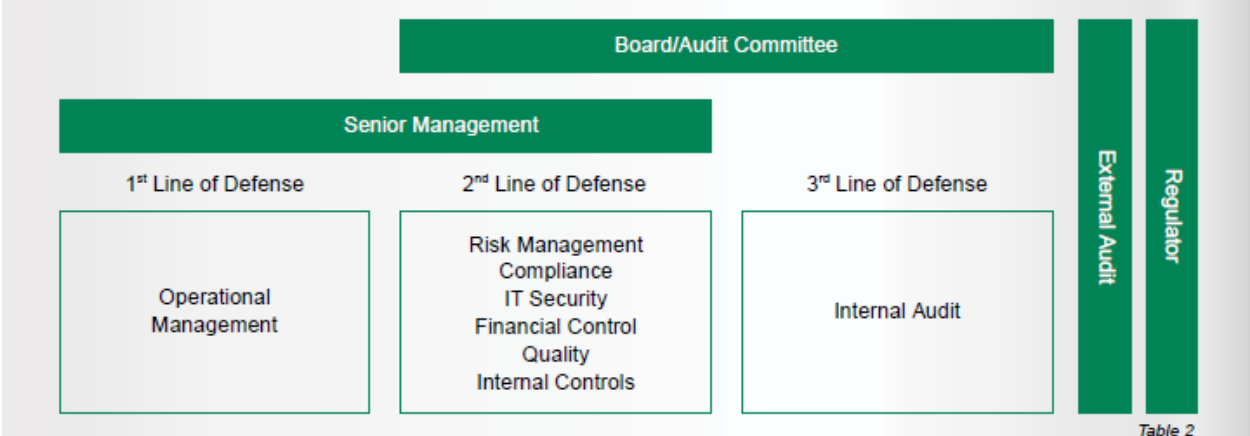 Board/Audit Committee
Senior Management
1st Line of Defense
2nd Line of Defense
3rd Line of Defense
Operational
Management
Risk Management
Compliance
IT Security
Financial Control
Quality
Internal Controls
Internal Audit
External Audit
Regulator
Table 2